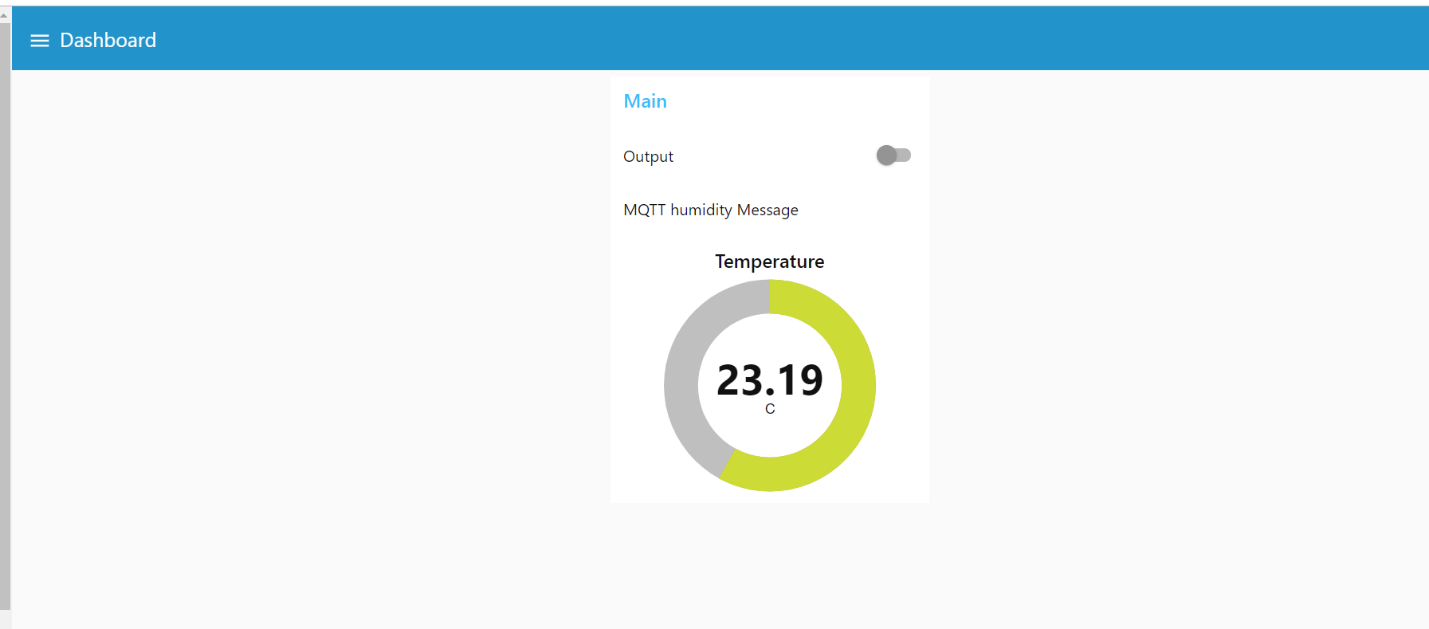 Dashboard
Main
Output
MQTT humidity Message
Temperature
23.19
C